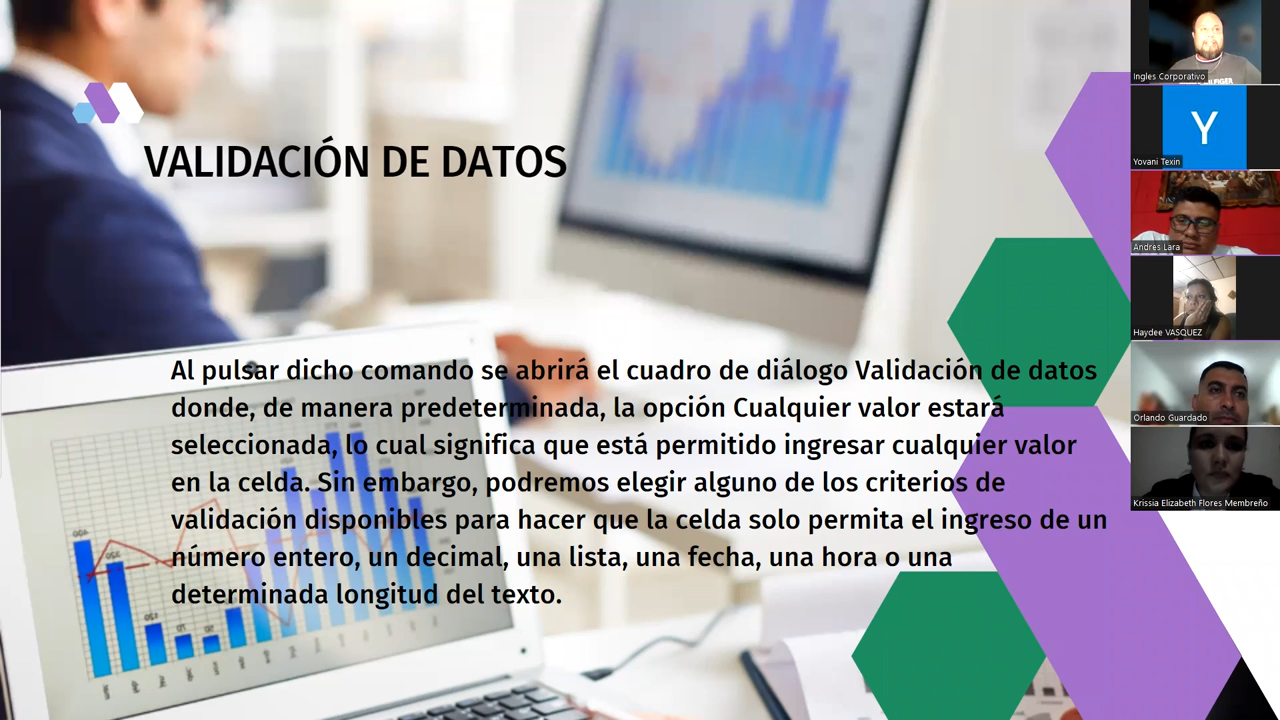 VALIDACIÓN DE DATOS
Al pulsar dicho comando se abrirá el cuadro de diálogo Validación de datos
donde, de manera predeterminada, la opción Cualquier valor estará
seleccionada, lo cual significa que está permitido ingresar cualquier valor
en la celda. Sin embargo, podremos elegir alguno de los criterios de
validación disponibles para hacer que la celda solo permita el ingreso de un
número entero, un decimal, una lista, una fecha, una hora o una
determinada longitud del texto.
Ingles Corporativo
Y
Yovani Texin
Andres Lara
Haydee VASQUEZ
Orlando Guardado
Krissia Elizabeth Flores Membreño